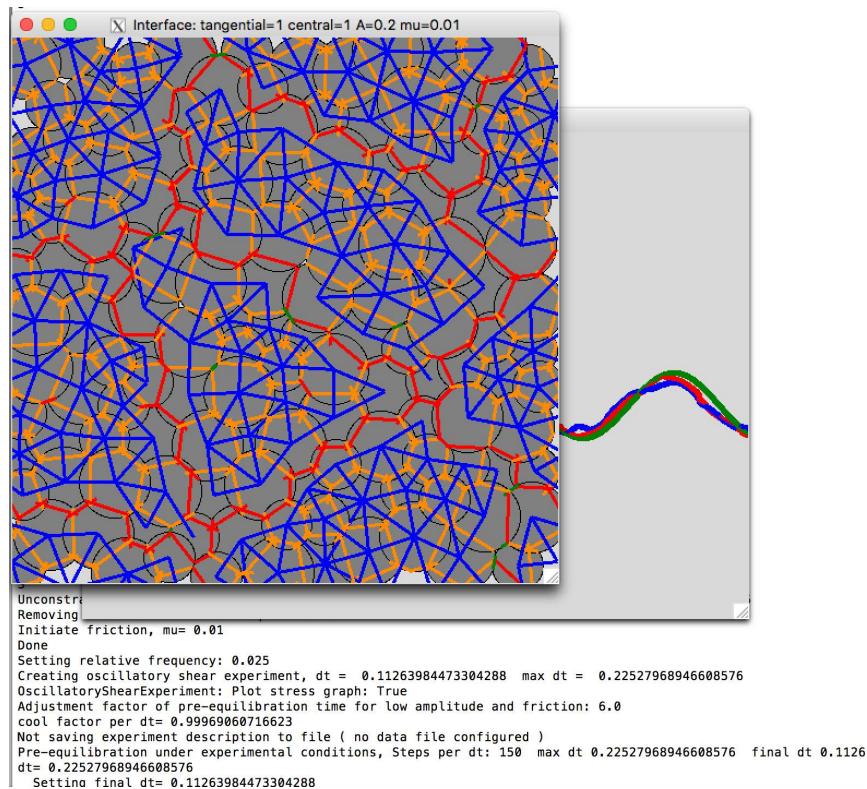 Interface: tangential=1 central=1 A=0.2 mu=0.01
Removing
Initiate friction, mu= 0.01
Done
Setting relative frequency: 0.025
Creating oscillatory shear experiment, dt =  0.11263984473304288  max dt =  0.22527968946608576
OscillatoryShearExperiment: Plot stress graph: True
Adjustment factor of pre-equilibration time for low amplitude and friction: 6.0
cool factor per dt= 0.99969060716623
Not saving experiment description to file ( no data file configured )
Pre-equilibration under experimental conditions, Steps per dt: 150  max dt 0.22527968946608576  final dt 0.1126
dt= 0.22527968946608576
Setting final dt= 0.11263984473304288